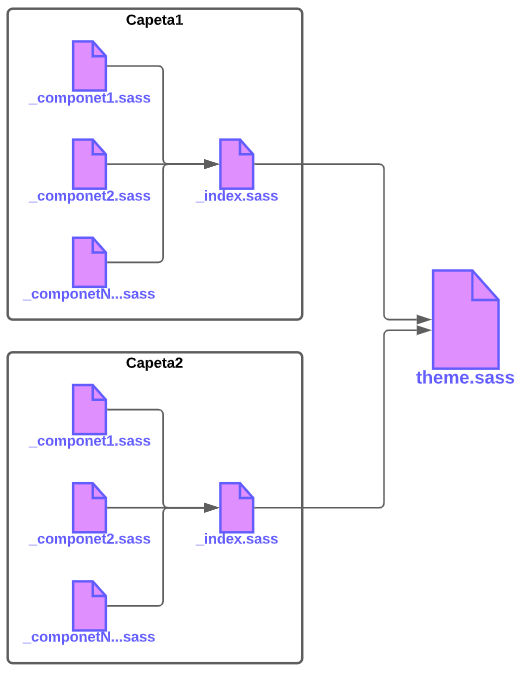 Capeta1
_componet1.sass
_componet2.sass
_index.sass
_componetN...sass
theme.sass
Capeta2
_componet1.sass
_componet2.sass
_index.sass
_componetN...sass